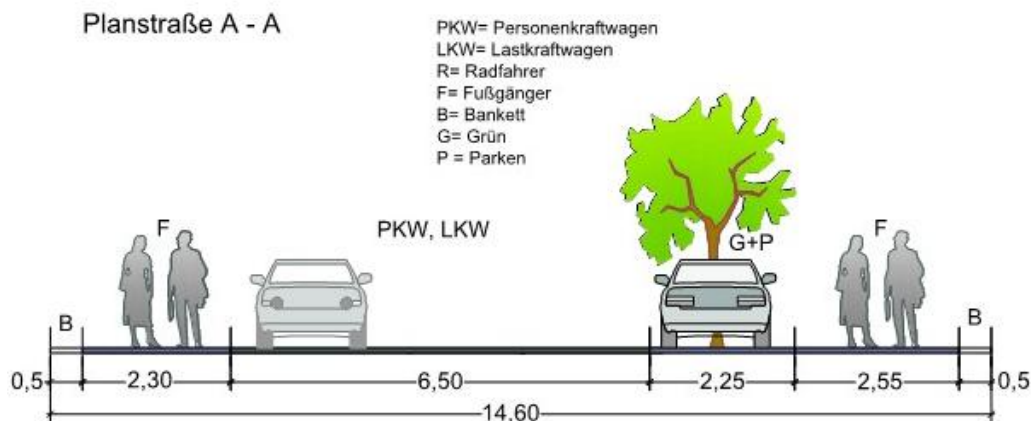 Planstraße A - A
PKW= Personenkraftwagen
LKW= Lastkraftwagen
R= Radfahrer
F= Fußgänger
B= Bankett
G= Grün
P = Parken
F
PKW, LKW
G+P
F
B
B
0,5
2,30
6,50
2,25
2,55
0,5
14,60